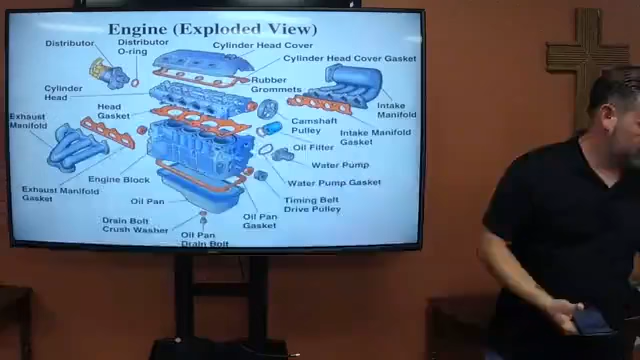 Engine (Exploded View)
Distributor
Distributor
O-ring
Cylinder Head Cover
Cylinder Head Cover Gasket
Rubber
Grommets
Cylinder
Head
Head
Gasket
Exhaust
Manifold
Intake
Manifold
Camshaft
Pulley
Intake Manifold
Gasket
Oil Filter
Water Pump
Engine Block
Water Pump Gasket
Exhaust Manifold
Gasket
Oil Pan
Timing Belt
Drive Pulley
Drain Bolt
Crush Washer
Oil Pan
Gasket
Oil Pan
Drain Bolt